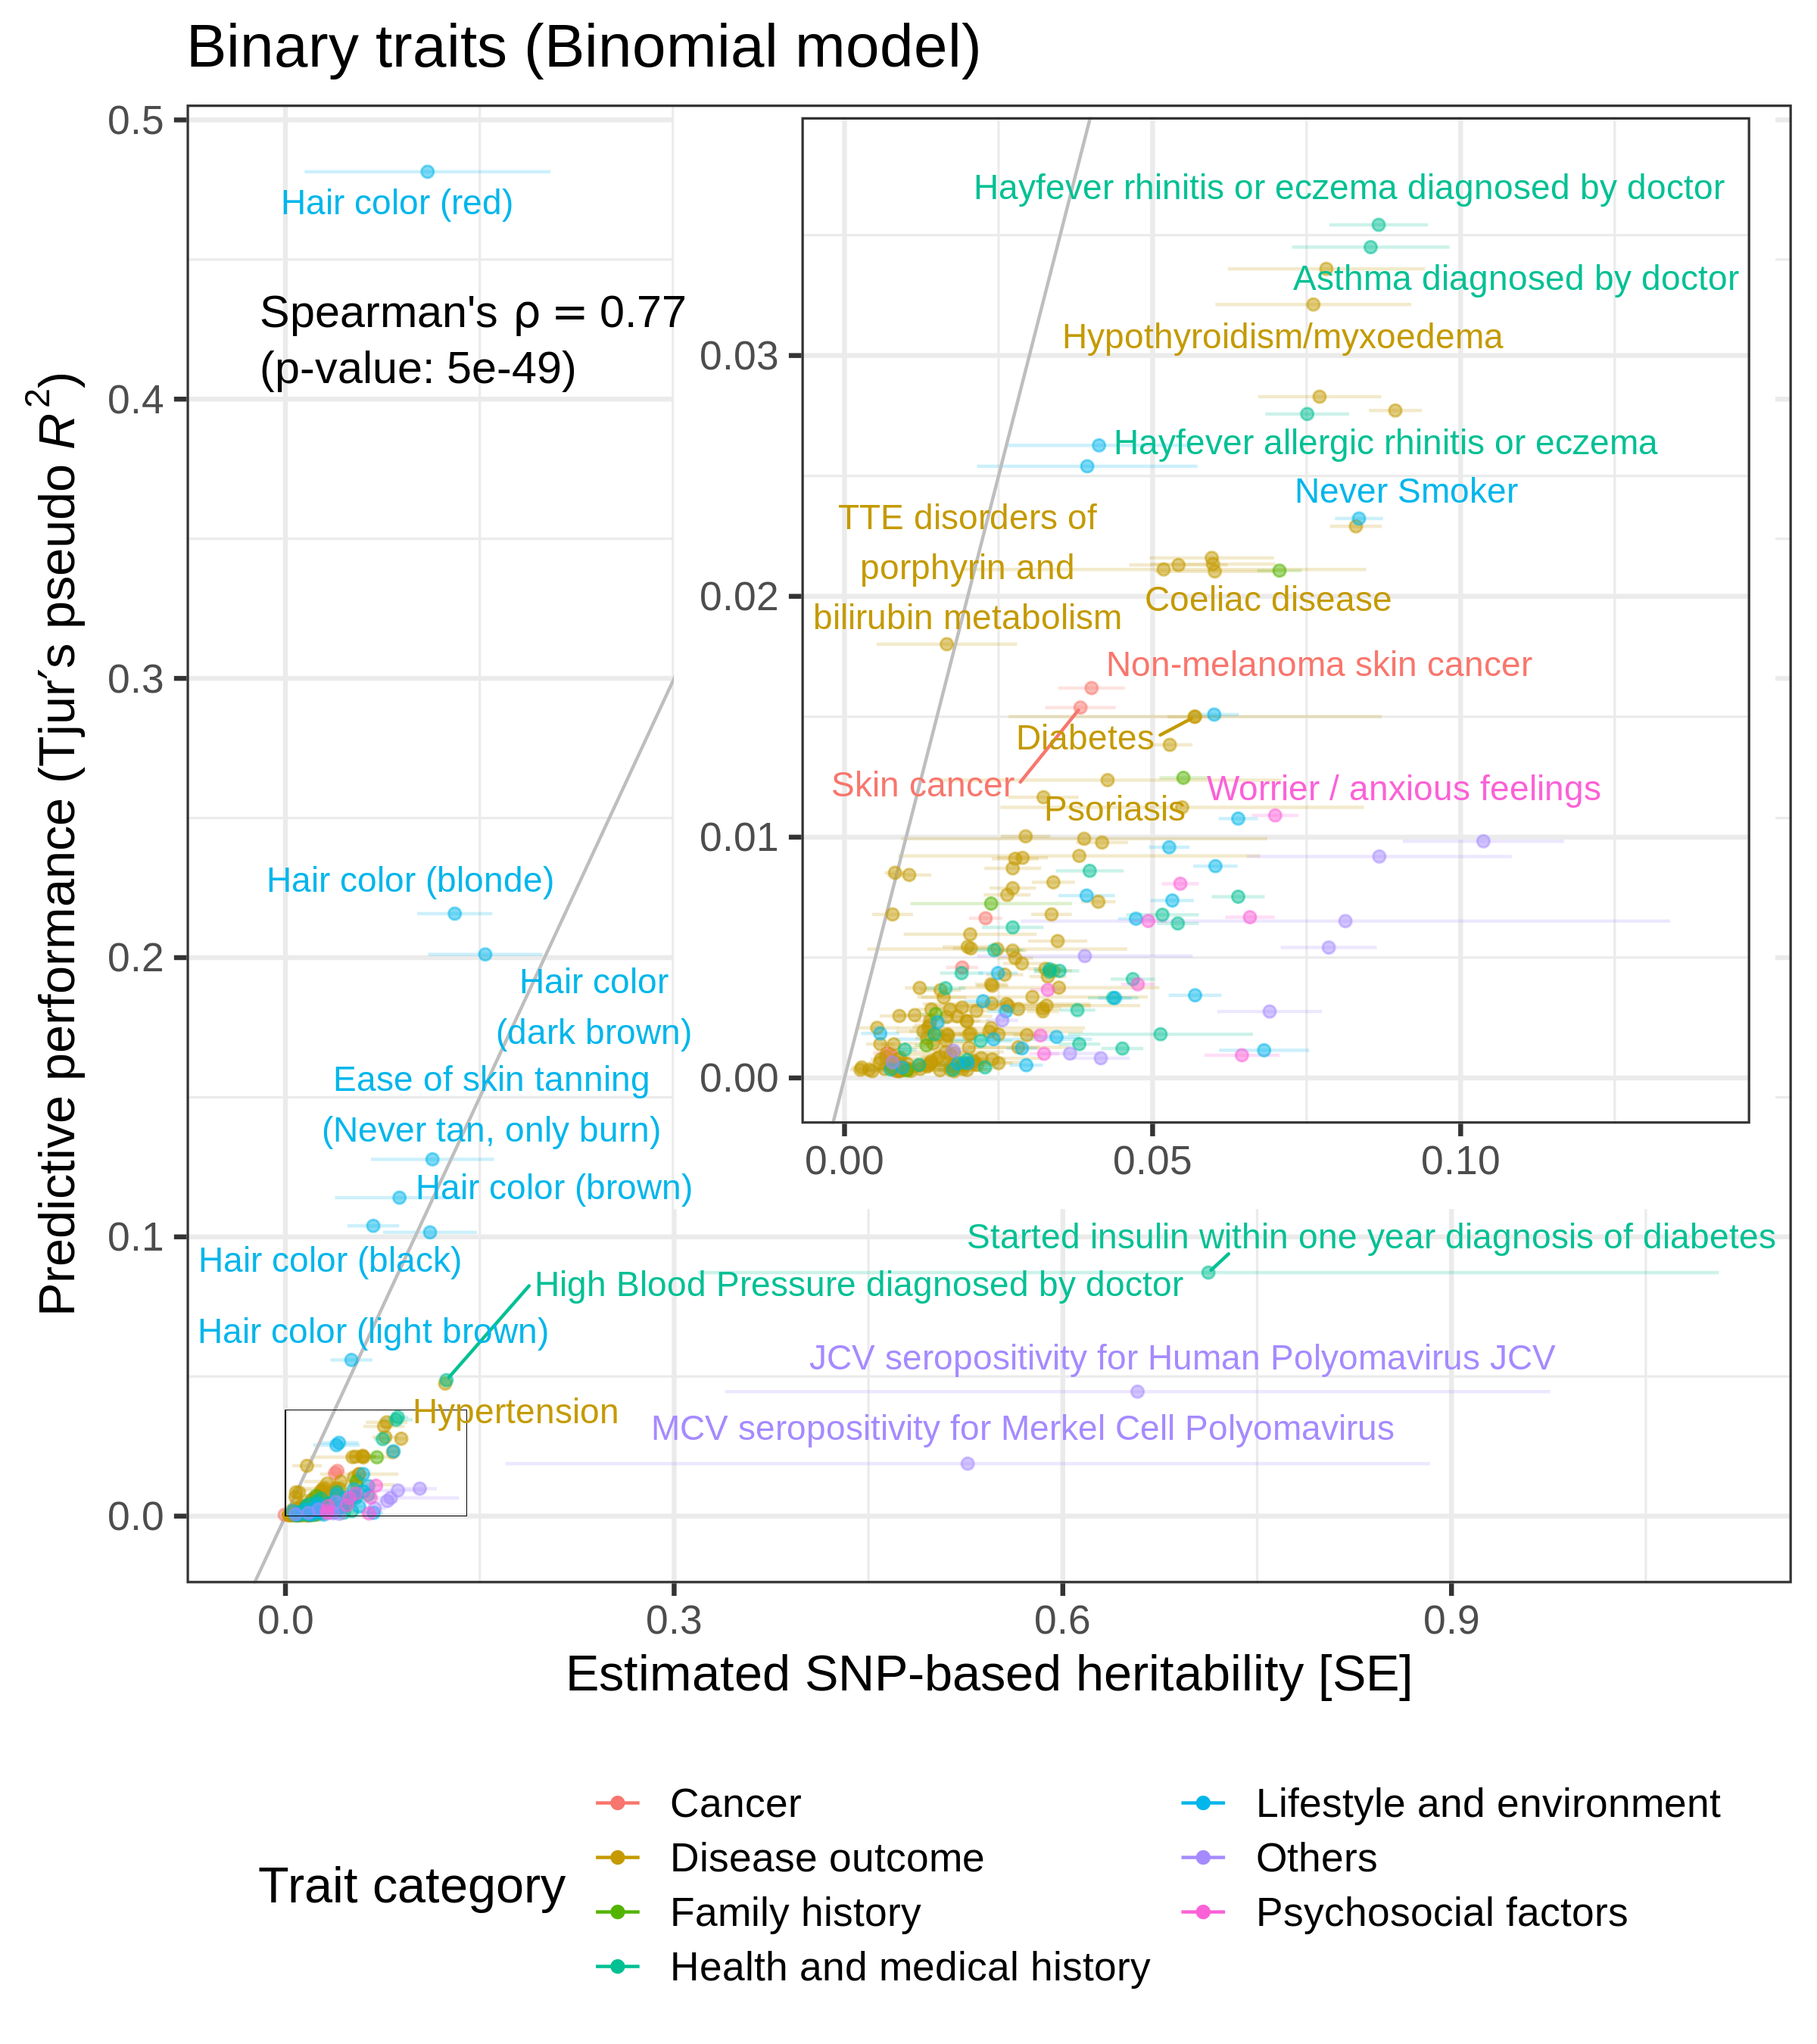 Binary traits (Binomial model)
Predictive performance (Tjur´s pseudo R²)
0.5
0.4
0.3
0.2
0.1
0.0
Hair color (red)
Spearman's ρ = 0.77
(p-value: 5e-49)
Hair color (blonde)
Hair color
(dark brown)
Ease of skin tanning
(Never tan, only burn)
Hair color (brown)
Hair color (black)
Hair color (light brown)
High Blood Pressure diagnosed by doctor
Hypertension
Started insulin within one year diagnosis of diabetes
JCV seropositivity for Human Polyomavirus JCV
MCV seropositivity for Merkel Cell Polyomavirus
0.03
0.02
0.01
0.00
Hayfever rhinitis or eczema diagnosed by doctor
Asthma diagnosed by doctor
Hypothyroidism/myxoedema
Hayfever allergic rhinitis or eczema
Never Smoker
TTE disorders of
porphyrin and
bilirubin metabolism
Coeliac disease
Non-melanoma skin cancer
Diabetes
Skin cancer
Worrier / anxious feelings
Psoriasis
0.00
0.05
0.10
0.0
0.3
0.6
0.9
Estimated SNP-based heritability [SE]
Trait category
Cancer
Disease outcome
Family history
Health and medical history
Lifestyle and environment
Others
Psychosocial factors